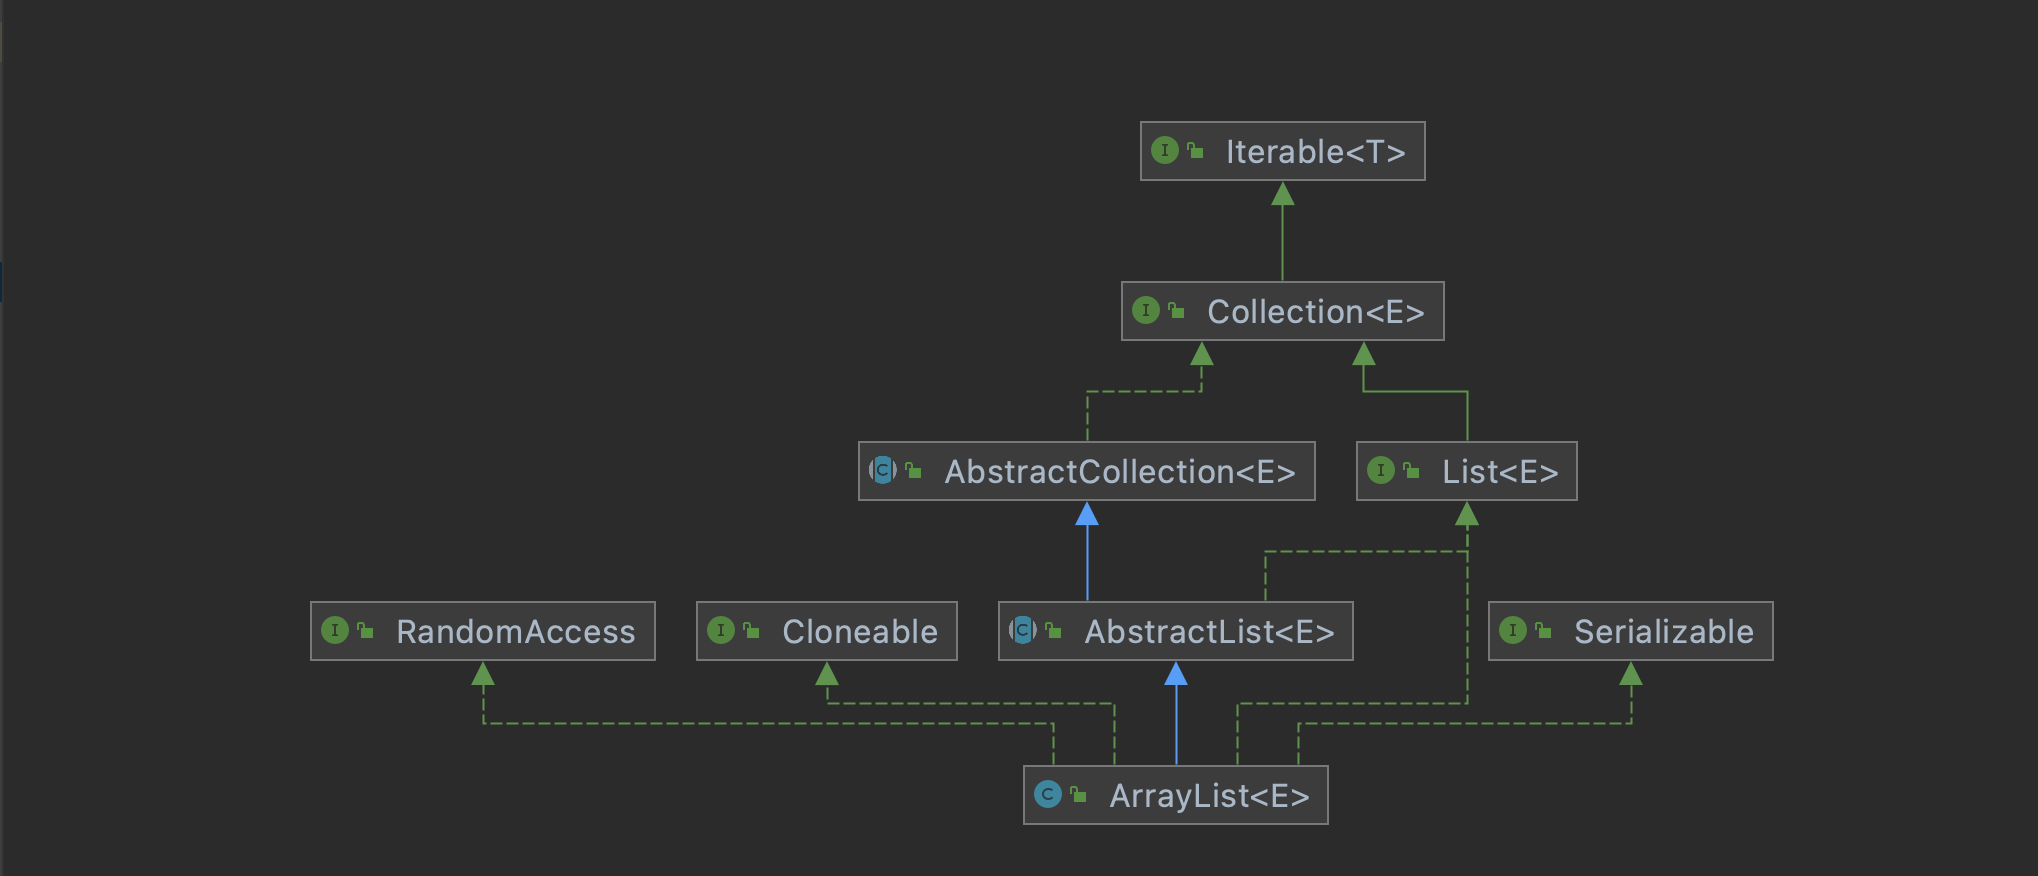 I Iterable<T>
I Collection<E>
C AbstractCollection<E>
I List<E>
I RandomAccess
I Cloneable
C AbstractList<E>
I Serializable
C ArrayList<E>